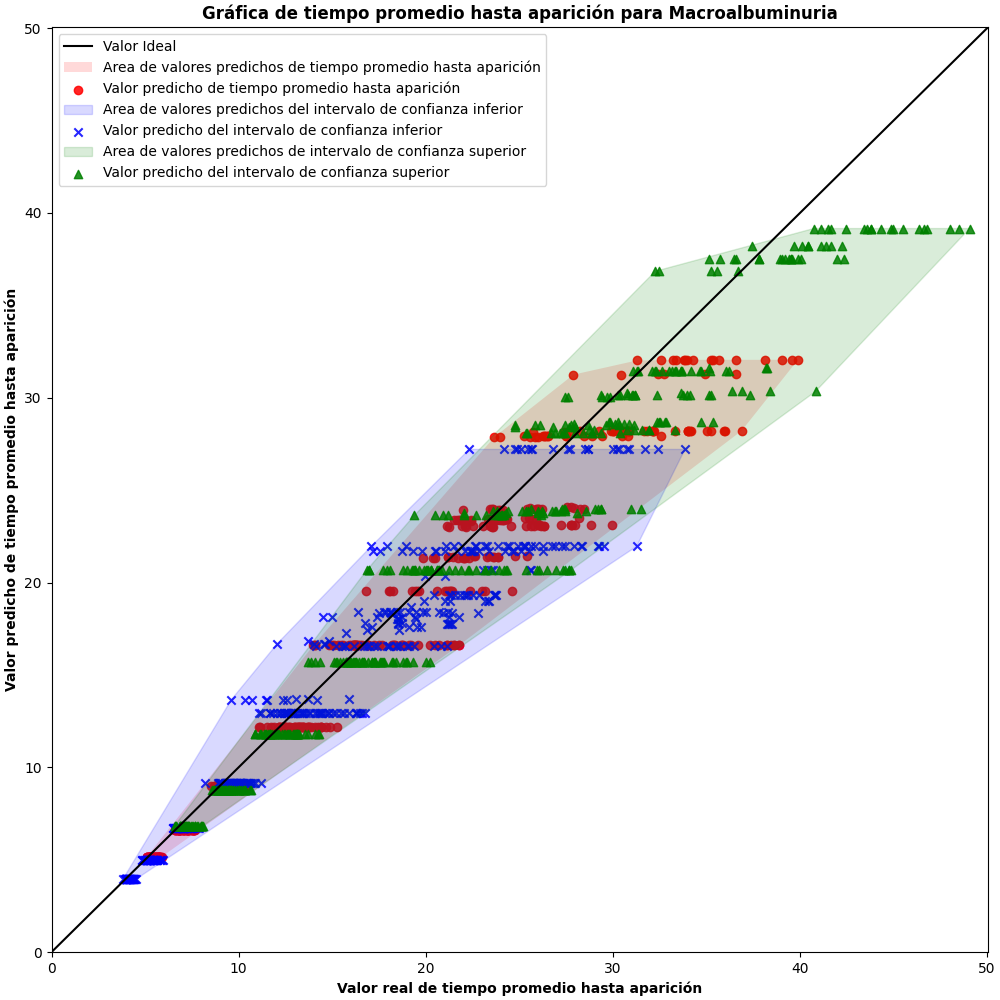 Gráfica de tiempo promedio hasta aparición para Macroalbuminuria
50
Valor Ideal
Area de valores predichos de tiempo promedio hasta aparición
Valor predicho de tiempo promedio hasta aparición
Area de valores predichos del intervalo de confianza inferior
Valor predicho del intervalo de confianza inferior
Area de valores predichos de intervalo de confianza superior
Valor predicho del intervalo de confianza superior
40
30
20
10
0
Valor predicho de tiempo promedio hasta aparición
0 10 20 30 40 50
Valor real de tiempo promedio hasta aparición